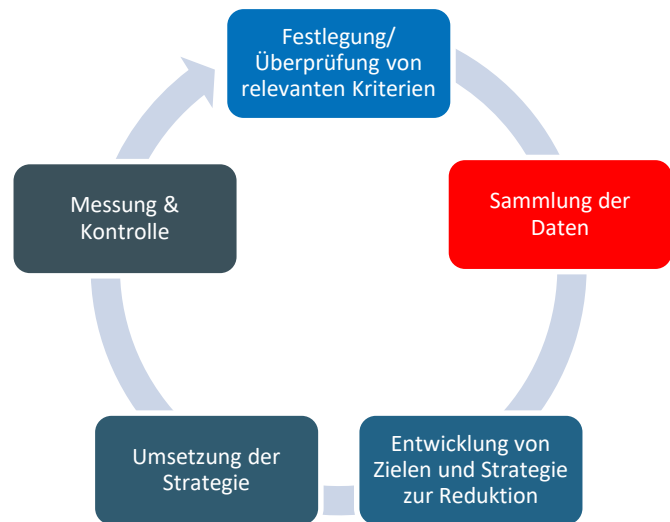 Festlegung/
Überprüfung von
relevanten Kriterien
Sammlung der
Daten
Entwicklung von
Zielen und Strategie
zur Reduktion
Umsetzung der
Strategie
Messung &
Kontrolle